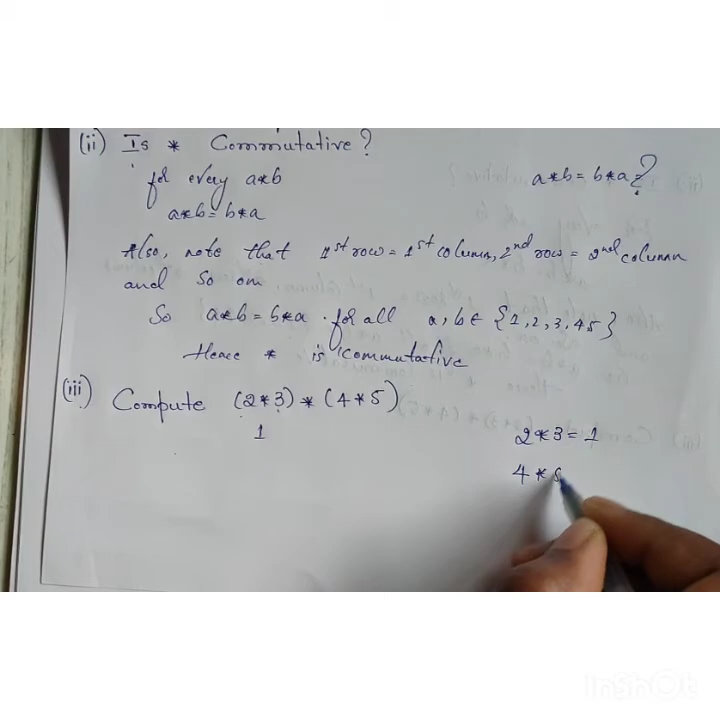 (ii) Is * Commutative?
for every a*b a*b = b*a ?
a*b = b*a
Also, note that 1st row = 1st column, 2nd row = 2nd column
and so on
So a*b = b*a . for all a, b ∈ {1, 2, 3, 4 5}
Hence * is commutative
(iii) Compute (2 * 3) * (4 * 5)
1 2 * 3 = 1
4 *
InShOt